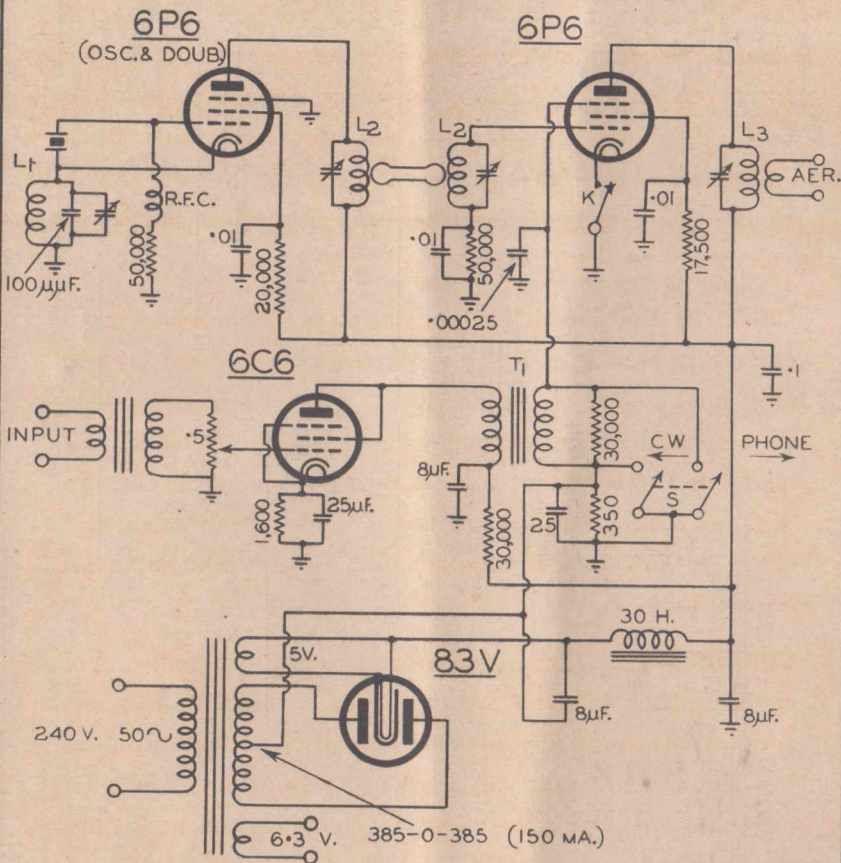 6P6
(OSC.& DOUB.)
6P6
L1
L2
L2
L3
AER.
R.F.C.
K
100µµF.
50,000
·01
20,000
·01
50,000
·00025
·01
17,500
·1
6C6
T1
INPUT
·5
1,600
25µF.
8µF.
30,000
30,000
CW
PHONE
S
25
350
30 H.
5V.
83V
8µF.
8µF.
240 V. 50~
385-0-385 (150 MA.)
6·3 V.